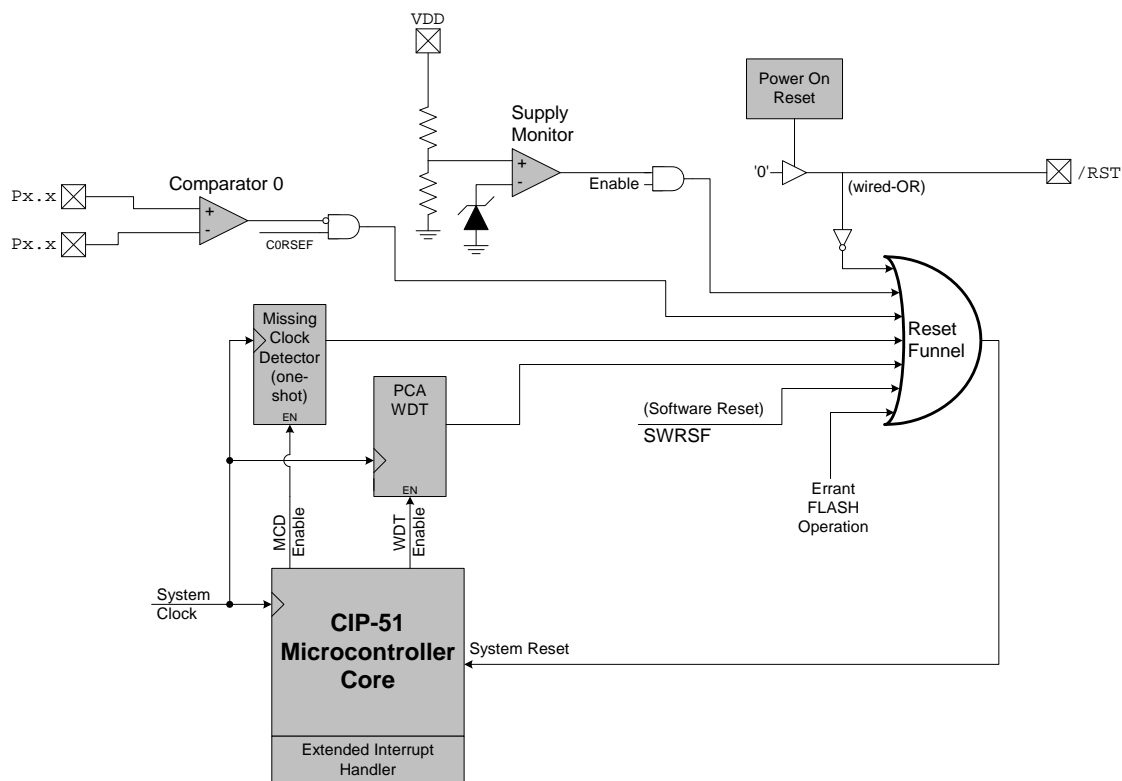 VDD
Power On
Reset
Supply
Monitor
+
-
Enable
'0'
(wired-OR)
/RST
Px.x
Px.x
Comparator 0
+
-
C0RSEF
Missing
Clock
Detector
(one-
shot)
EN
PCA
WDT
EN
Reset
Funnel
(Software Reset)
SWRSF
Errant
FLASH
Operation
MCD
Enable
WDT
Enable
System
Clock
CIP-51
Microcontroller
Core
System Reset
Extended Interrupt
Handler